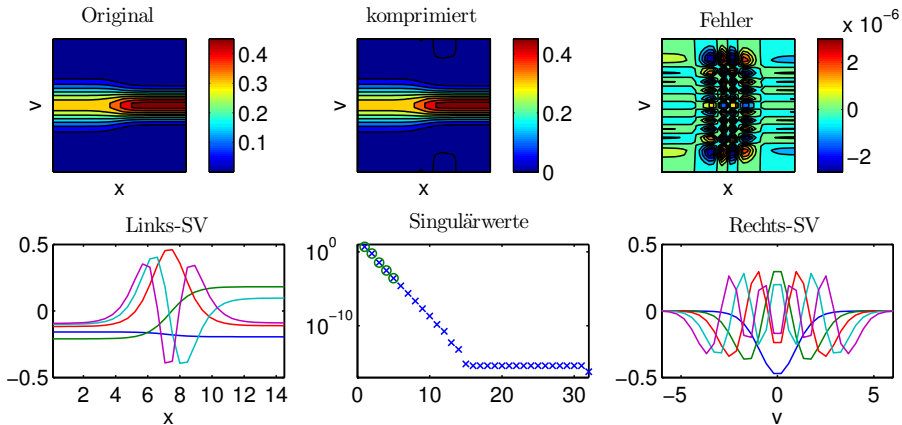 Original
v
x
0.4
0.3
0.2
0.1
komprimiert
v
x
0.4
0.2
0
Fehler
x 10⁻⁶
v
x
2
0
−2
Links-SV
0.5
0
−0.5
2 4 6 8 10 12 14
x
Singulärwerte
10⁰
10⁻¹⁰
0 10 20 30
Rechts-SV
0.5
0
−0.5
−5 0 5
v